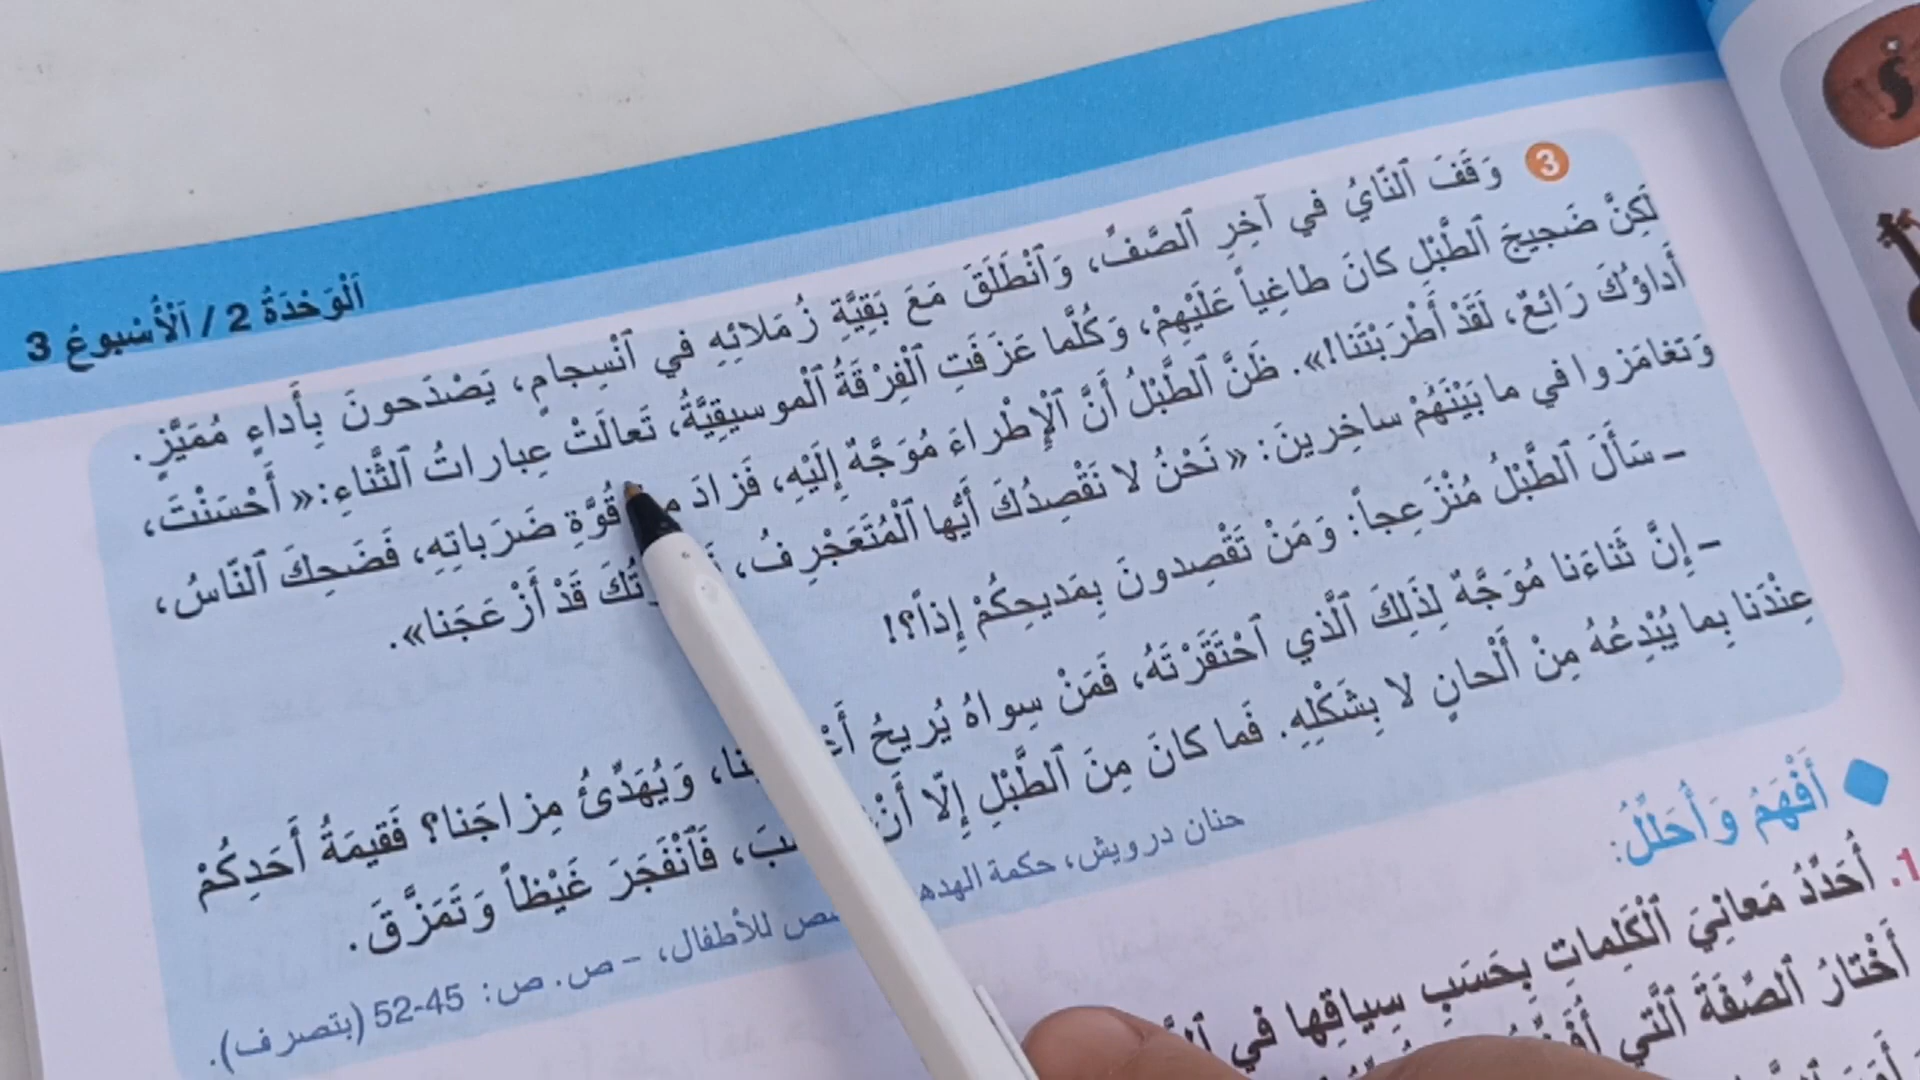 اَلْوَحْدَةُ 2 / اَلْأُسْبوعُ 3
3 وَقَفَ ٱلنّايُ في آخِرِ ٱلصَّفِّ، وَٱنْطَلَقَ مَعَ بَقِيَّةِ زُمَلائِهِ في ٱنْسِجامٍ، يَصْدَحونَ بِأَداءٍ مُمَيَّزٍ.
لَكِنَّ ضَجيجَ ٱلطَّبْلِ كانَ طاغِياً عَلَيْهِمْ، وَكُلَّما عَزَفَتِ ٱلْفِرْقَةُ ٱلْموسيقِيَّةُ، تَعالَتْ عِباراتُ ٱلثَّناءِ: «أَحْسَنْتَ،
أَداؤُكَ رَائِعٌ، لَقَدْ أَطْرَبْتَنا!». ظَنَّ ٱلطَّبْلُ أَنَّ ٱلْإِطْراءَ مُوَجَّهٌ إِلَيْهِ، فَزادَ قُوَّةِ ضَرَباتِهِ، فَضَحِكَ ٱلنّاسُ،
وَتَغامَزوا في ما بَيْنَهُمْ ساخِرينَ: «نَحْنُ لا نَقْصِدُكَ أَيُّها ٱلْمُتَعَجْرِفُ، قَدْ أَزْعَجَنا».
– سَأَلَ ٱلطَّبْلُ مُنْزَعِجاً: وَمَنْ تَقْصِدونَ بِمَديحِكُمْ إِذاً؟!
– إِنَّ ثَناءَنا مُوَجَّهٌ لِذَلِكَ ٱلَّذي ٱحْتَقَرْتَهُ، فَمَنْ سِواهُ يُريحُ وَيُهَدِّئُ مِزاجَنا؟ فَقيمَةُ أَحَدِكُمْ
عِنْدَنا بِما يُبْدِعُهُ مِنْ أَلْحانٍ لا بِشَكْلِهِ. فَما كانَ مِنَ ٱلطَّبْلِ إِلّا أَنْ فَٱنْفَجَرَ غَيْظاً وَتَمَزَّقَ.
حنان درويش، حكمة للأطفال، – ص. ص: 45-52 (بتصرف).
أَفْهَمُ وَأُحَلِّلُ:
1. أُحَدِّدُ مَعانِيَ ٱلْكَلِماتِ بِحَسَبِ سِياقِها في
أَخْتارُ ٱلصِّفَةَ ٱلَّتي